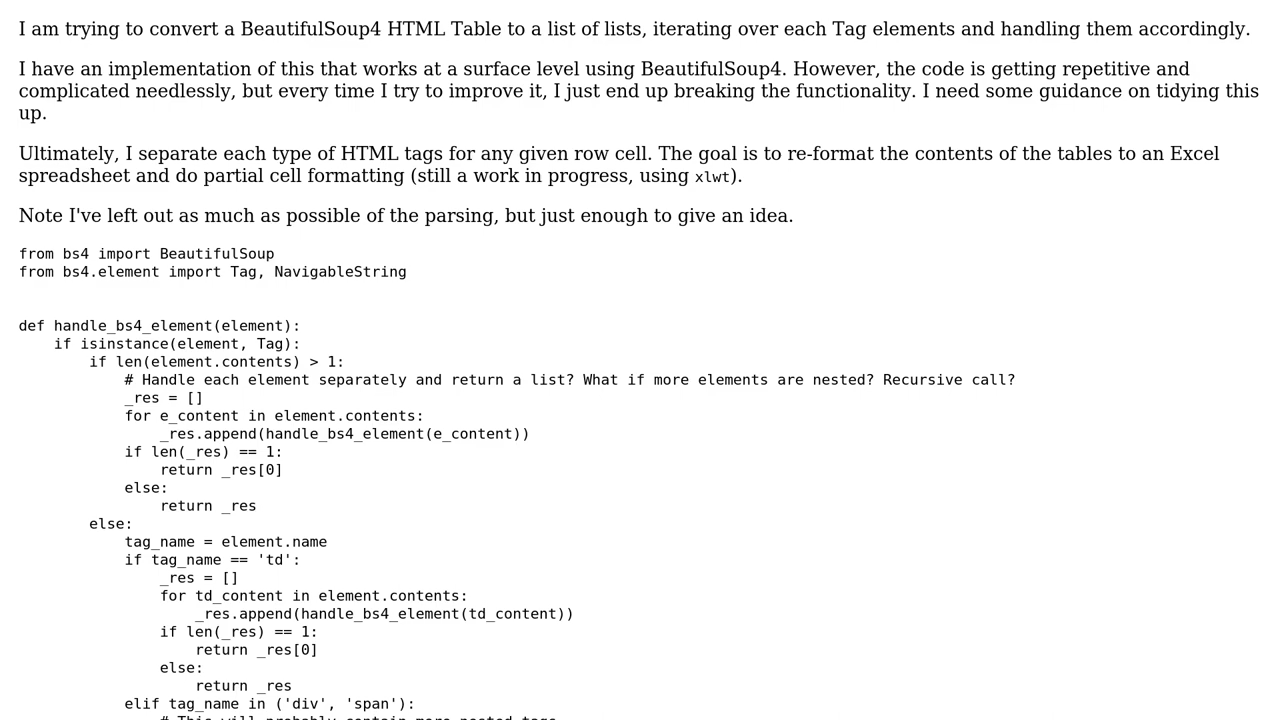 I am trying to convert a BeautifulSoup4 HTML Table to a list of lists, iterating over each Tag elements and handling them accordingly.
I have an implementation of this that works at a surface level using BeautifulSoup4. However, the code is getting repetitive and
complicated needlessly, but every time I try to improve it, I just end up breaking the functionality. I need some guidance on tidying this
up.
Ultimately, I separate each type of HTML tags for any given row cell. The goal is to re-format the contents of the tables to an Excel
spreadsheet and do partial cell formatting (still a work in progress, using xlwt).
Note I've left out as much as possible of the parsing, but just enough to give an idea.
from bs4 import BeautifulSoup
from bs4.element import Tag, NavigableString
def handle_bs4_element(element):
    if isinstance(element, Tag):
        if len(element.contents) > 1:
            # Handle each element separately and return a list? What if more elements are nested? Recursive call?
            _res = []
            for e_content in element.contents:
                _res.append(handle_bs4_element(e_content))
            if len(_res) == 1:
                return _res[0]
            else:
                return _res
        else:
            tag_name = element.name
            if tag_name == 'td':
                _res = []
                for td_content in element.contents:
                    _res.append(handle_bs4_element(td_content))
                if len(_res) == 1:
                    return _res[0]
                else:
                    return _res
            elif tag_name in ('div', 'span'):
                # This will probably contain more nested tags